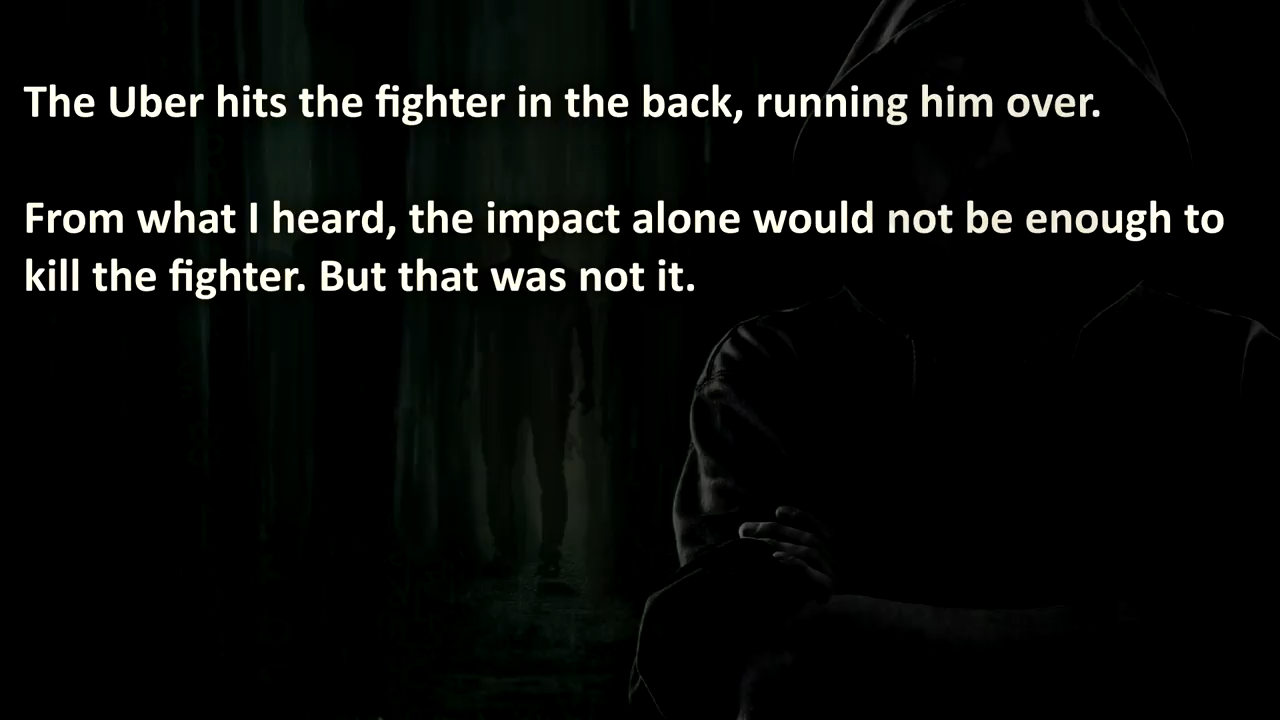 The Uber hits the fighter in the back, running him over.
From what I heard, the impact alone would not be enough to
kill the fighter. But that was not it.